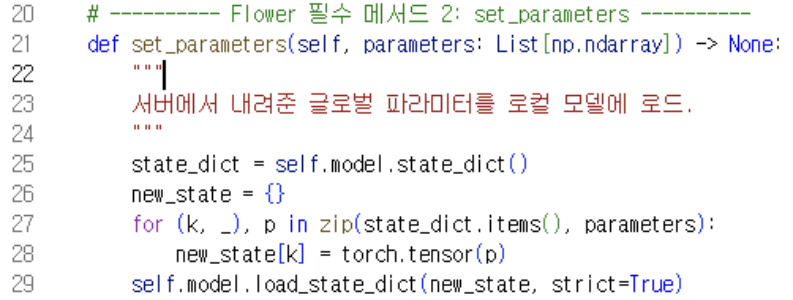 20 # ---------- Flower 필수 메서드 2: set_parameters ----------
21 def set_parameters(self, parameters: List[np.ndarray]) -> None:
22 """
23 서버에서 내려준 글로벌 파라미터를 로컬 모델에 로드.
24 """
25 state_dict = self.model.state_dict()
26 new_state = {}
27 for (k, _), p in zip(state_dict.items(), parameters):
28 new_state[k] = torch.tensor(p)
29 self.model.load_state_dict(new_state, strict=True)